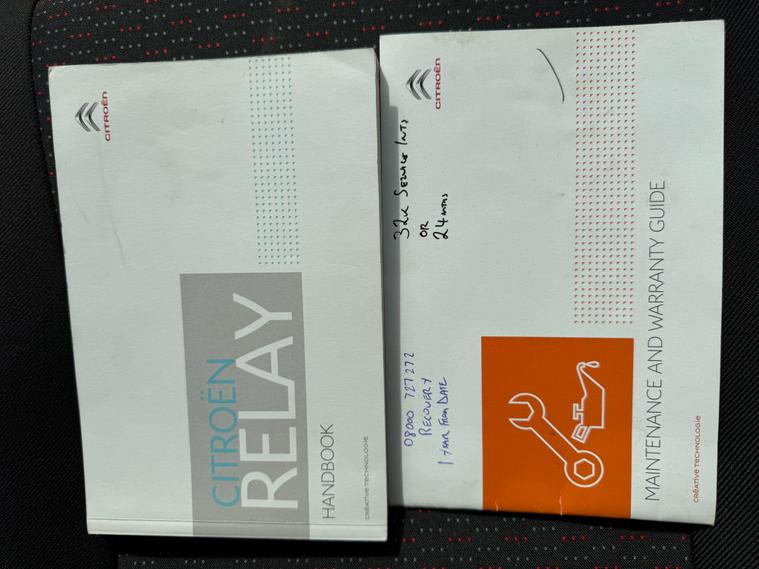 CITROËN
CITROËN
RELAY
HANDBOOK
CRÉATIVE TECHNOLOGIE
CITROËN
32K SERVICE INTS
OR
24 MTHS
08000 727272
RECOVERY
1 YEAR FROM DATE
MAINTENANCE AND WARRANTY GUIDE
CRÉATIVE TECHNOLOGIE